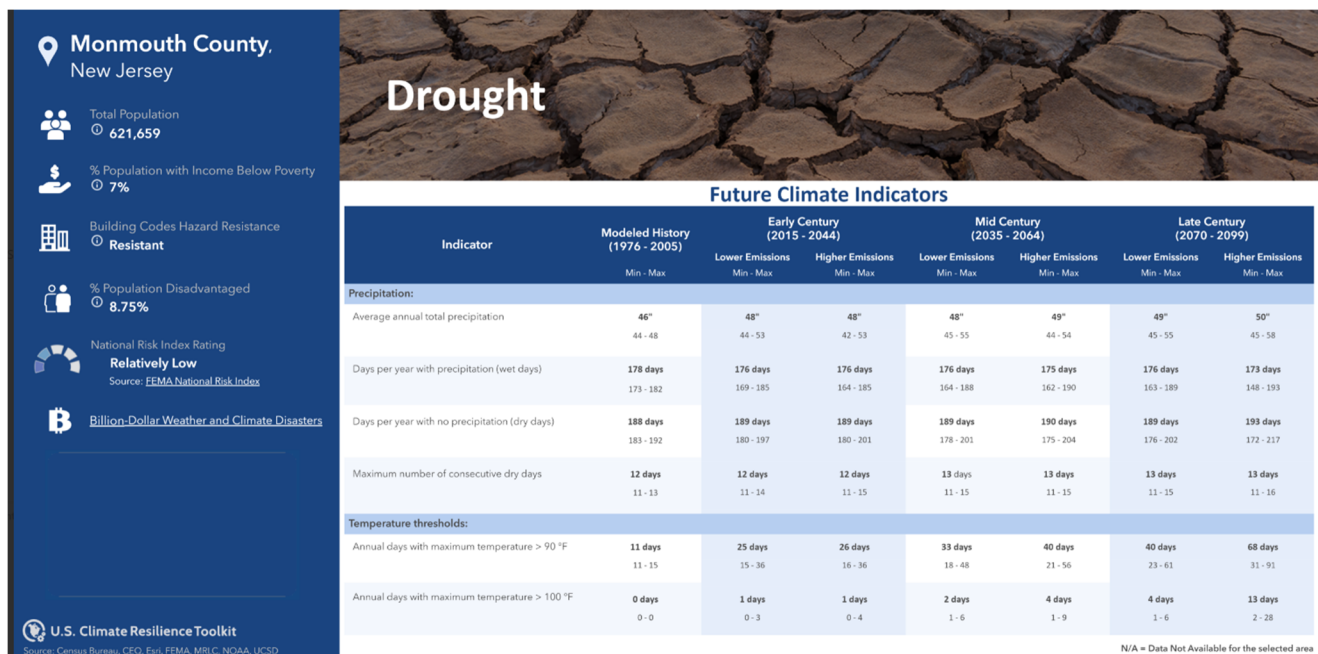 Monmouth County,
New Jersey
Total Population
621,659
% Population with Income Below Poverty
7%
Building Codes Hazard Resistance
Resistant
% Population Disadvantaged
8.75%
National Risk Index Rating
Relatively Low
Source: FEMA National Risk Index
Billion-Dollar Weather and Climate Disasters
U.S. Climate Resilience Toolkit
Source: Census Bureau, CEQ, Esri, FEMA, MRLC, NOAA, UCSD
Drought
Future Climate Indicators
Indicator Modeled History (1976 - 2005) Early Century (2015 - 2044) Mid Century (2035 - 2064) Late Century (2070 - 2099)
Lower Emissions Higher Emissions Lower Emissions Higher Emissions Lower Emissions Higher Emissions
Min - Max Min - Max Min - Max Min - Max Min - Max Min - Max Min - Max
Precipitation:
Average annual total precipitation 46" 48" 48" 48" 49" 49" 50"
44 - 48 44 - 53 42 - 53 45 - 55 44 - 54 45 - 55 45 - 58
Days per year with precipitation (wet days) 178 days 176 days 176 days 176 days 175 days 176 days 173 days
173 - 182 169 - 185 164 - 185 164 - 188 162 - 190 163 - 189 148 - 193
Days per year with no precipitation (dry days) 188 days 189 days 189 days 189 days 190 days 189 days 193 days
183 - 192 180 - 197 180 - 201 178 - 201 175 - 204 176 - 202 172 - 217
Maximum number of consecutive dry days 12 days 12 days 12 days 13 days 13 days 13 days 13 days
11 - 13 11 - 14 11 - 15 11 - 15 11 - 15 11 - 15 11 - 16
Temperature thresholds:
Annual days with maximum temperature > 90 °F 11 days 25 days 26 days 33 days 40 days 40 days 68 days
11 - 15 15 - 36 16 - 36 18 - 48 21 - 56 23 - 61 31 - 91
Annual days with maximum temperature > 100 °F 0 days 1 days 1 days 2 days 4 days 4 days 13 days
0 - 0 0 - 3 0 - 4 1 - 6 1 - 9 1 - 6 2 - 28
N/A = Data Not Available for the selected area